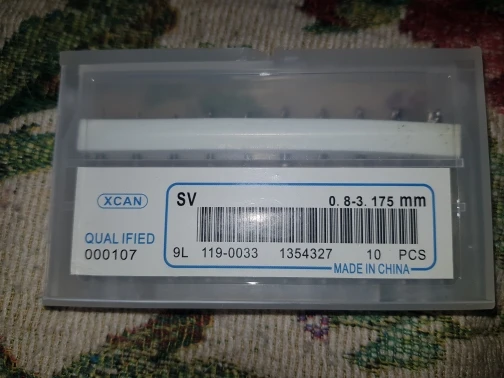 XCAN
QUALIFIED
000107
SV 0.8-3.175 mm
9L 119-0033 1354327 10 PCS
MADE IN CHINA